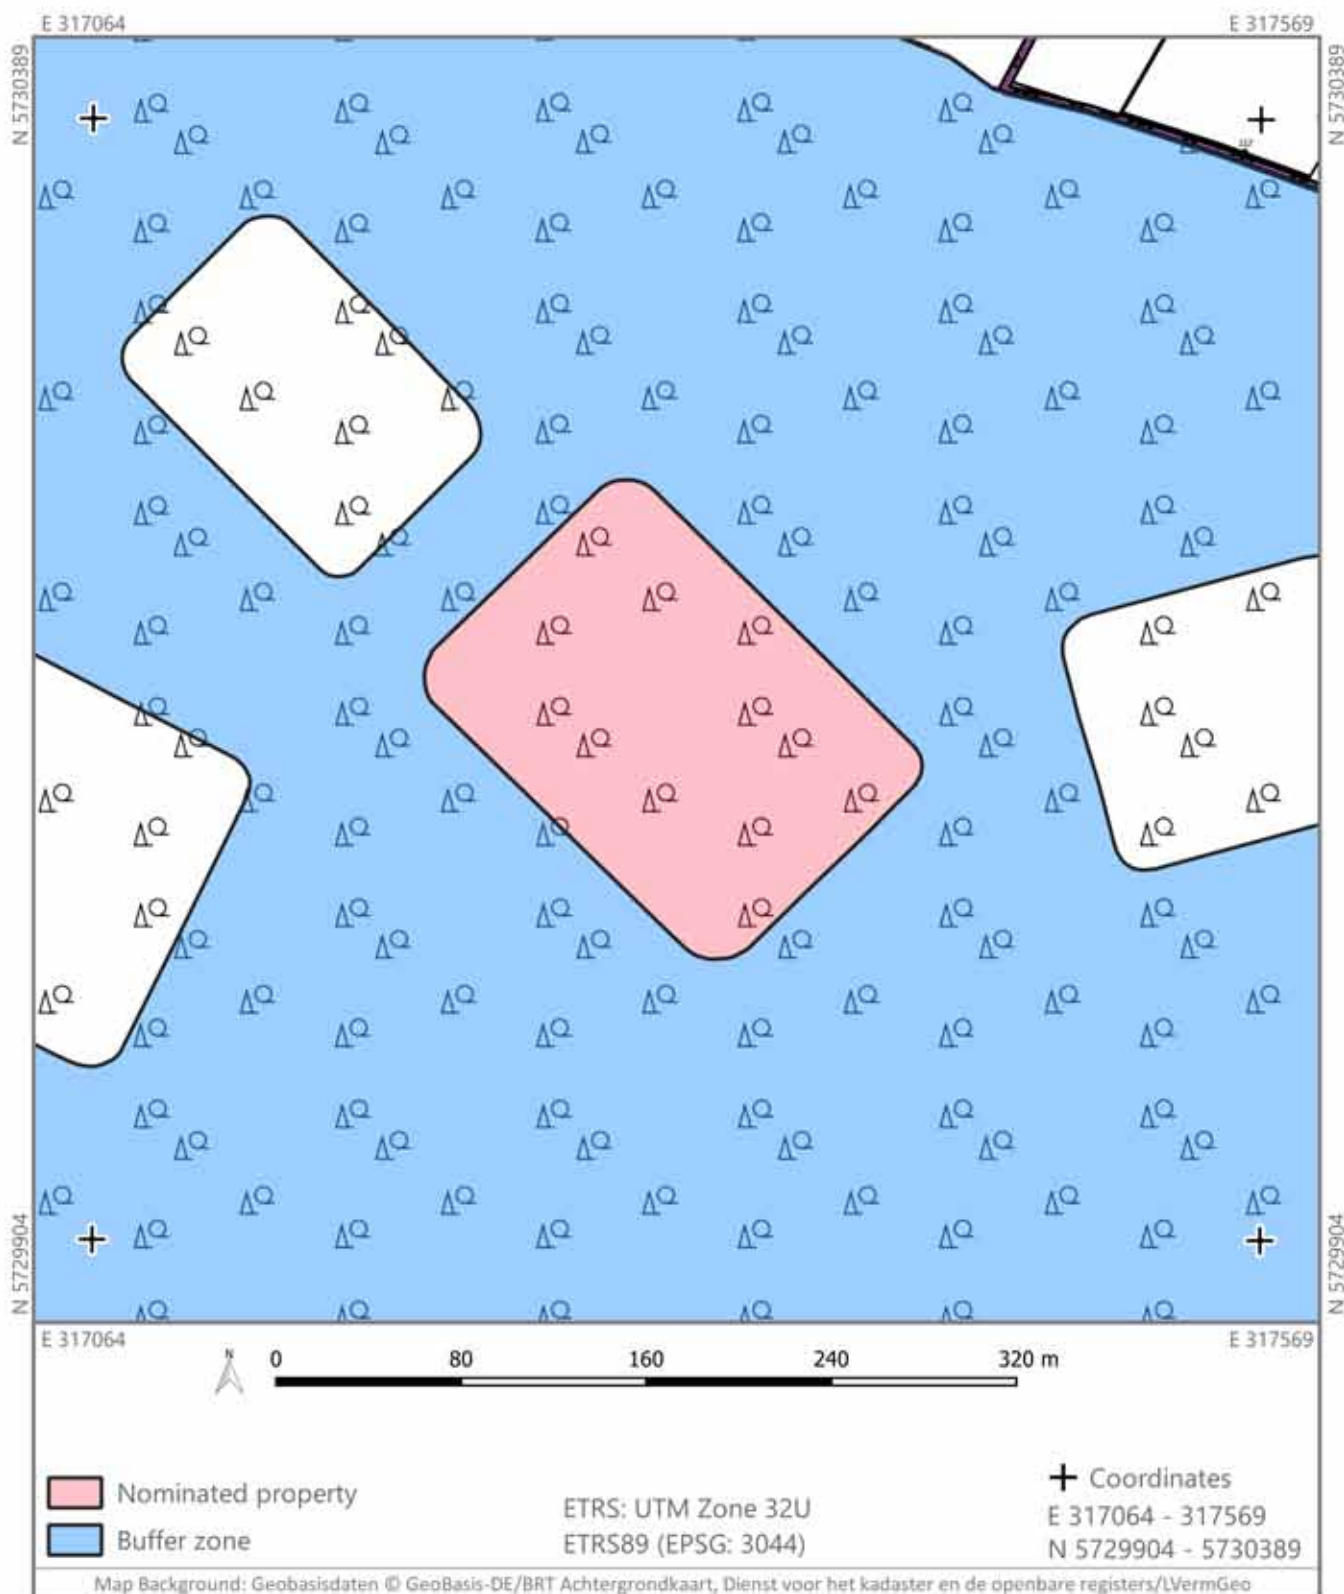 E 317064
E 317569
N 5730389
N 5730389
N 5729904
N 5729904
E 317064
E 317569
N
0 80 160 240 320 m
Nominated property
Buffer zone
ETRS: UTM Zone 32U
ETRS89 (EPSG: 3044)
Coordinates
E 317064 - 317569
N 5729904 - 5730389
Map Background: Geobasisdaten © GeoBasis-DE/BRT Achtergrondkaart, Dienst voor het kadaster en de openbare registers/LVermGeo